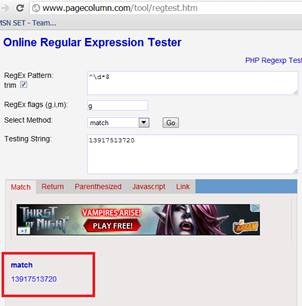 www.pagecolumn.com/tool/regtest.htm
MSN SET - Team...
Online Regular Expression Tester
PHP Regexp Test
RegEx Pattern:
trim
^\d*$
RegEx flags (g,i,m):
g
Select Method:
match
Go
Testing String:
13917513720
Match Return Parenthesized Javascript Link
THIRST OF NIGHT
VAMPIRES ARISE!
PLAY FREE!
match
13917513720